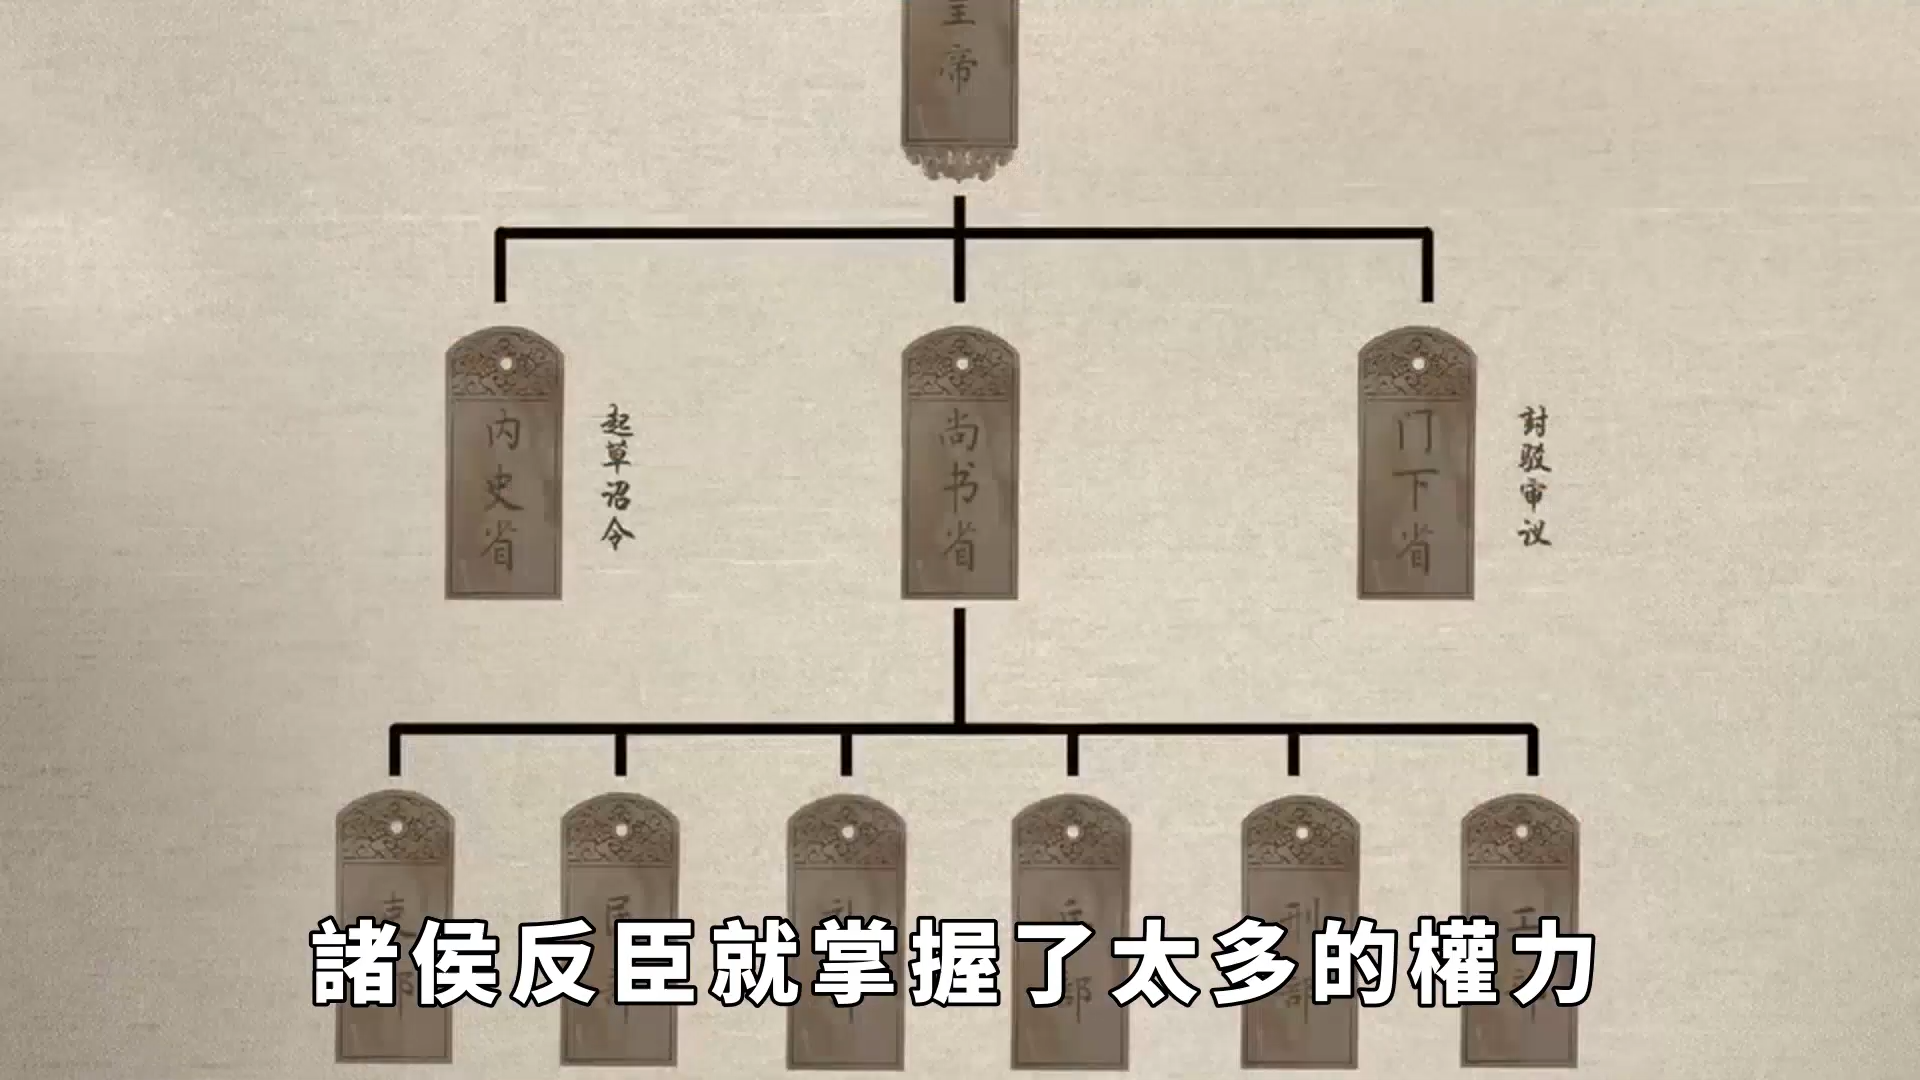 皇帝
内史省
起草诏令
尚书省
门下省
封驳审议
諸侯反臣就掌握了太多的權力